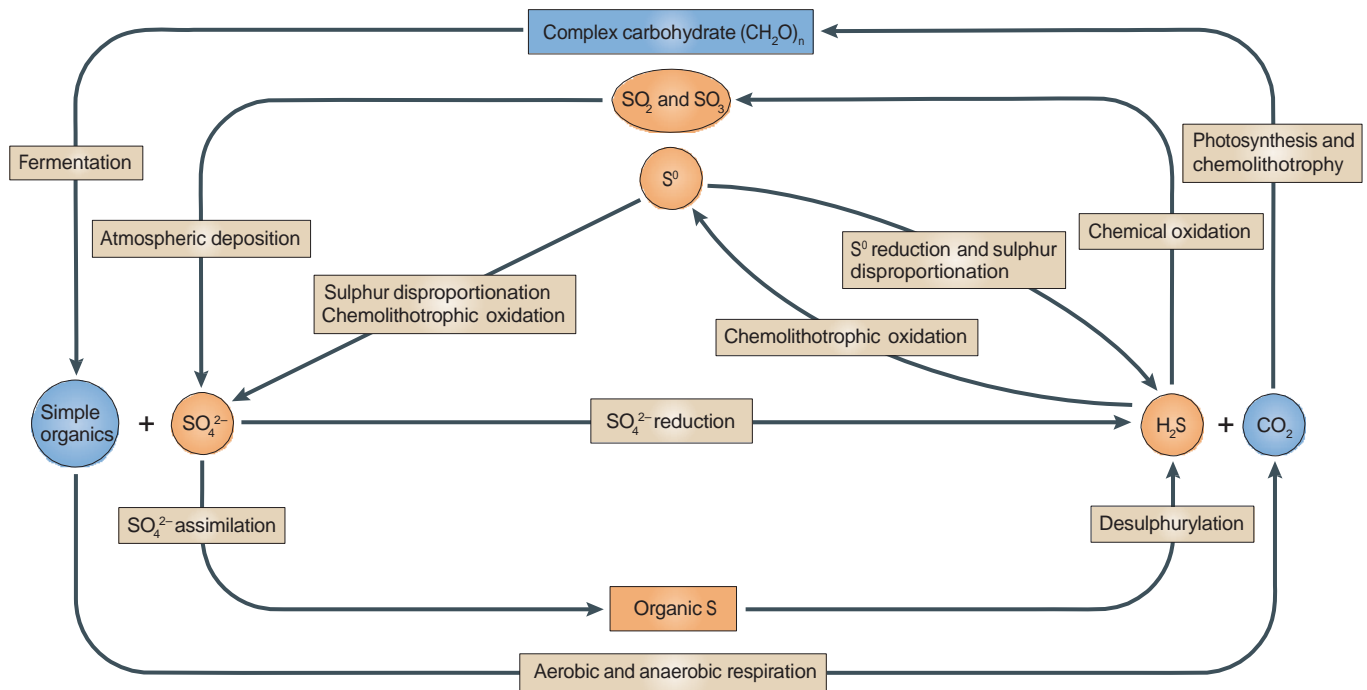 Complex carbohydrate (CH₂O)ₙ
SO₂ and SO₃
Photosynthesis and
chemolithotrophy
Fermentation
S⁰
Atmospheric deposition
Chemical oxidation
S⁰ reduction and sulphur
disproportionation
Sulphur disproportionation
Chemolithotrophic oxidation
Chemolithotrophic oxidation
Simple
organics
+
SO₄²⁻
SO₄²⁻ reduction
H₂S
+
CO₂
SO₄²⁻ assimilation
Desulphurylation
Organic S
Aerobic and anaerobic respiration